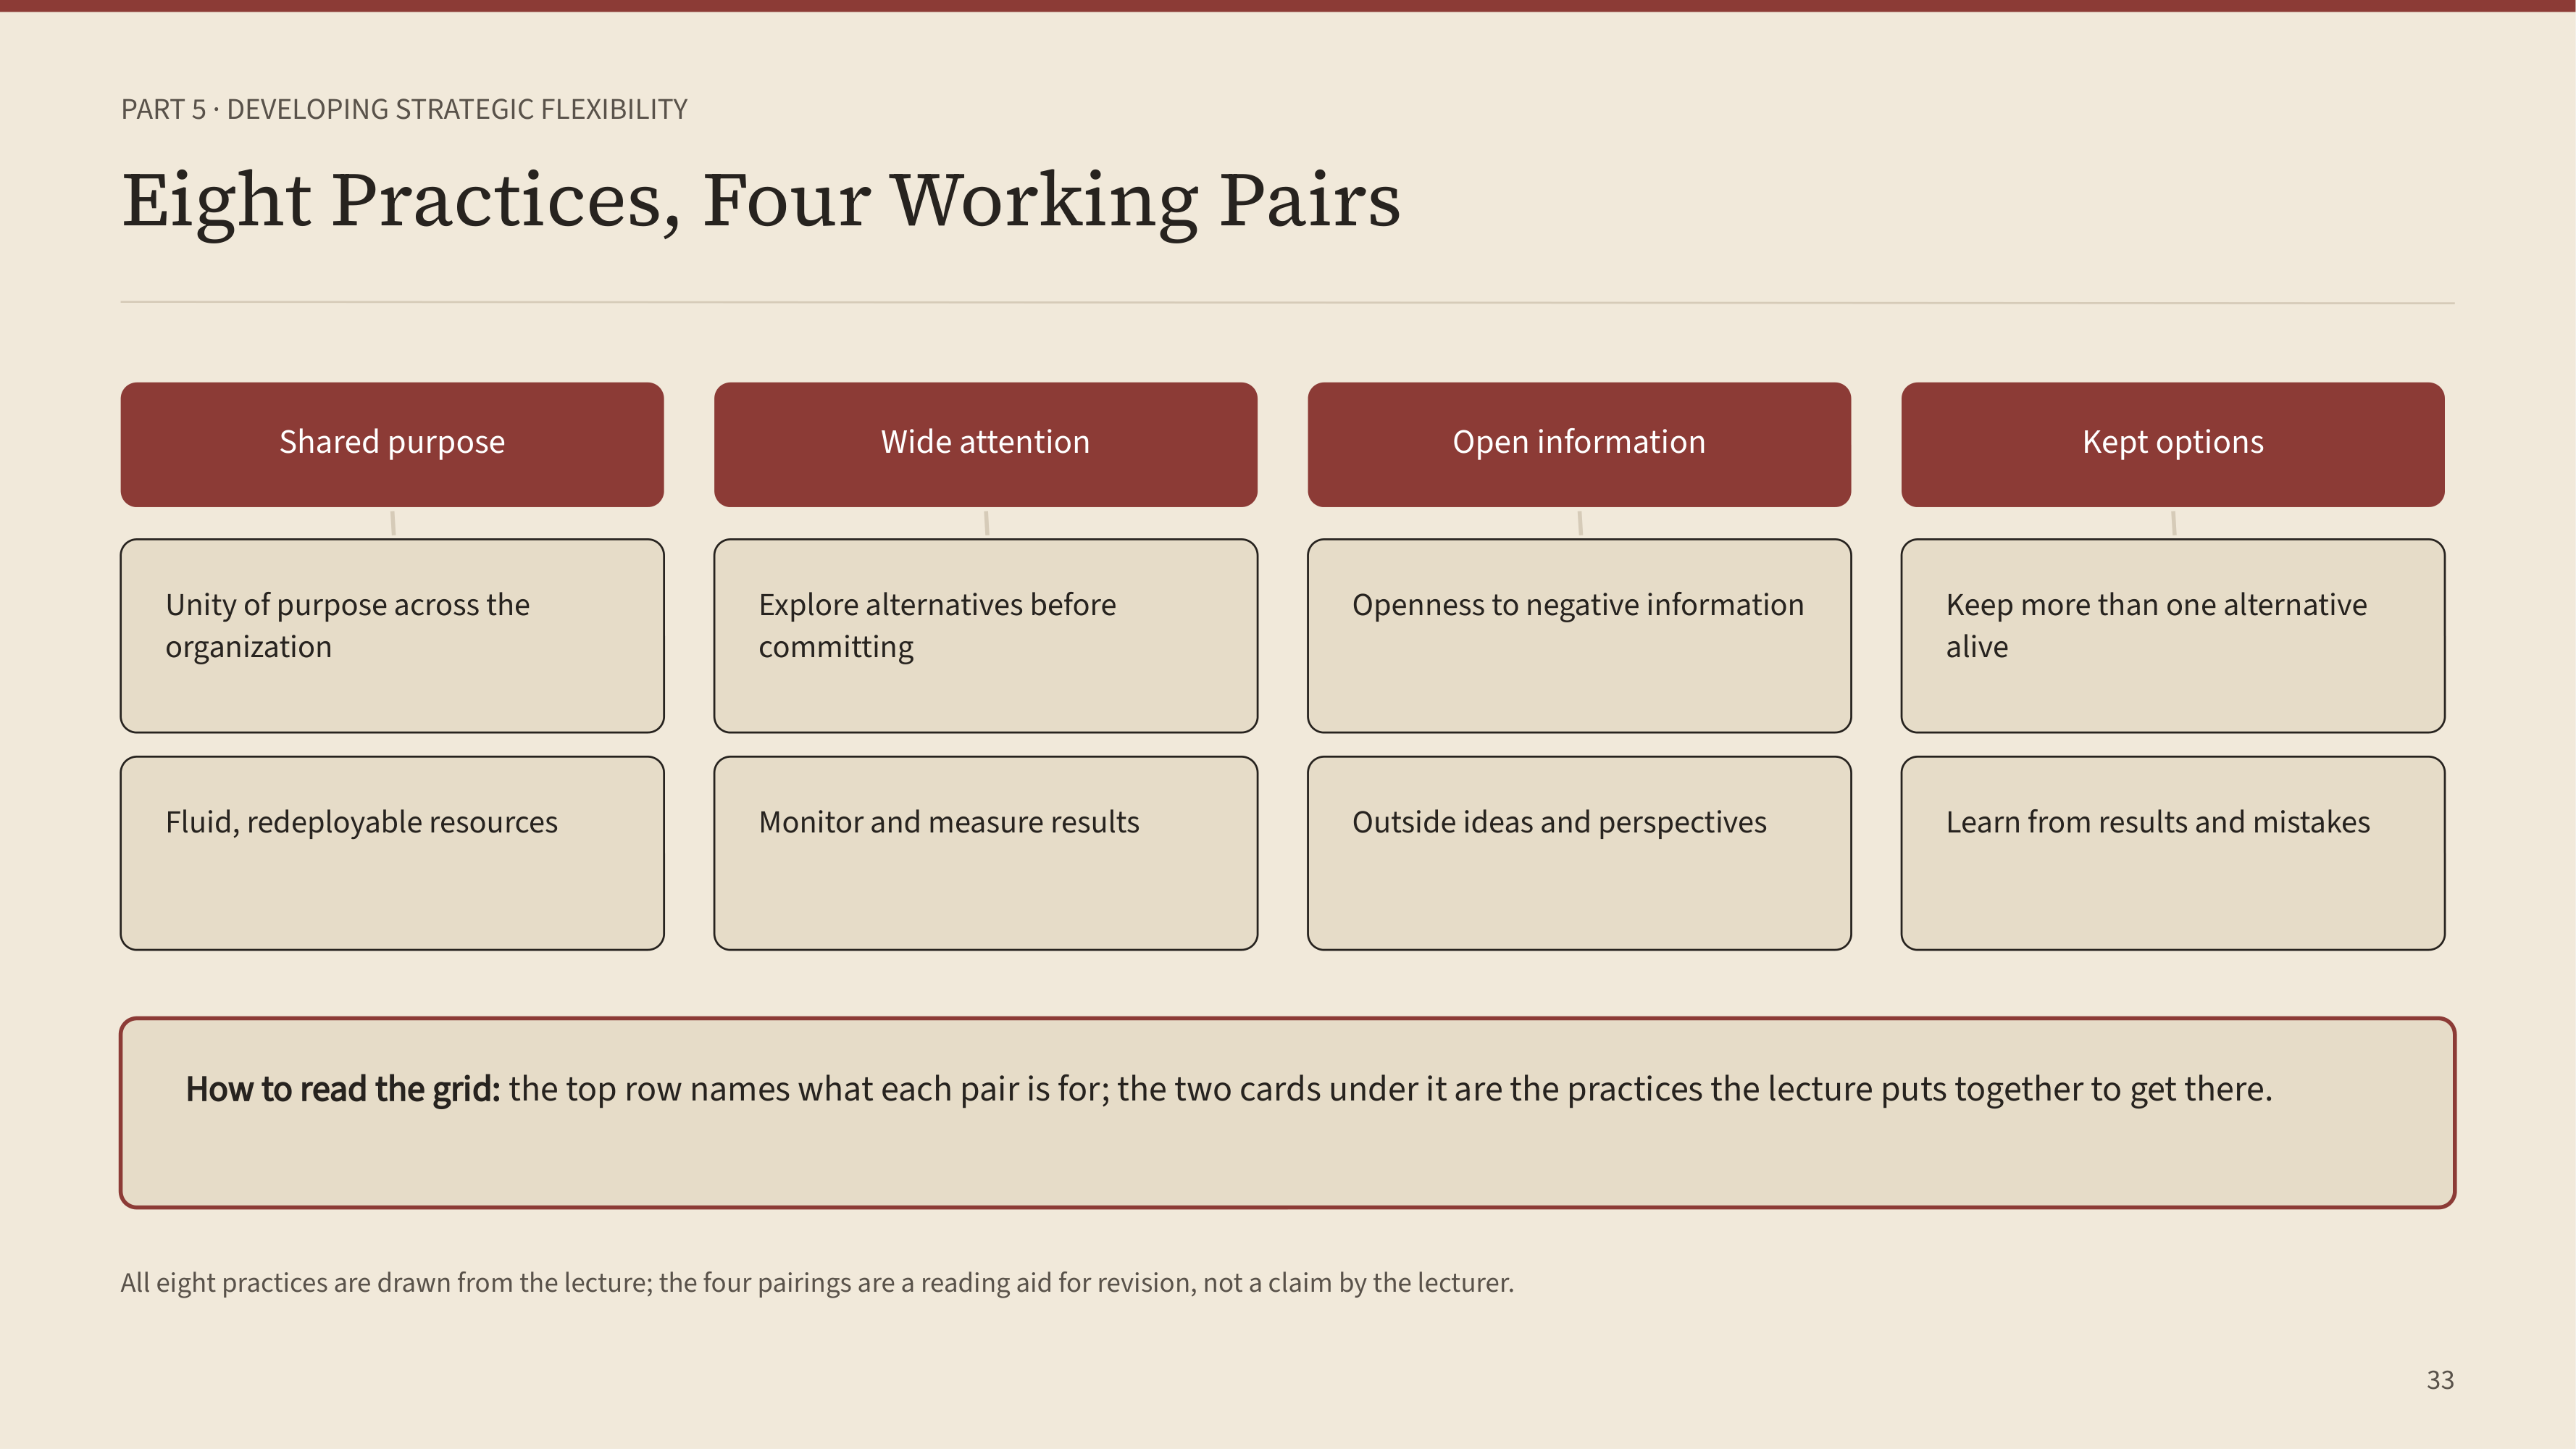 PART 5 · DEVELOPING STRATEGIC FLEXIBILITY
Eight Practices, Four Working Pairs
Shared purpose
Wide attention
Open information
Kept options
Unity of purpose across the
organization
Explore alternatives before
committing
Openness to negative information
Keep more than one alternative
alive
Fluid, redeployable resources
Monitor and measure results
Outside ideas and perspectives
Learn from results and mistakes
How to read the grid: the top row names what each pair is for; the two cards under it are the practices the lecture puts together to get there.
All eight practices are drawn from the lecture; the four pairings are a reading aid for revision, not a claim by the lecturer.
33